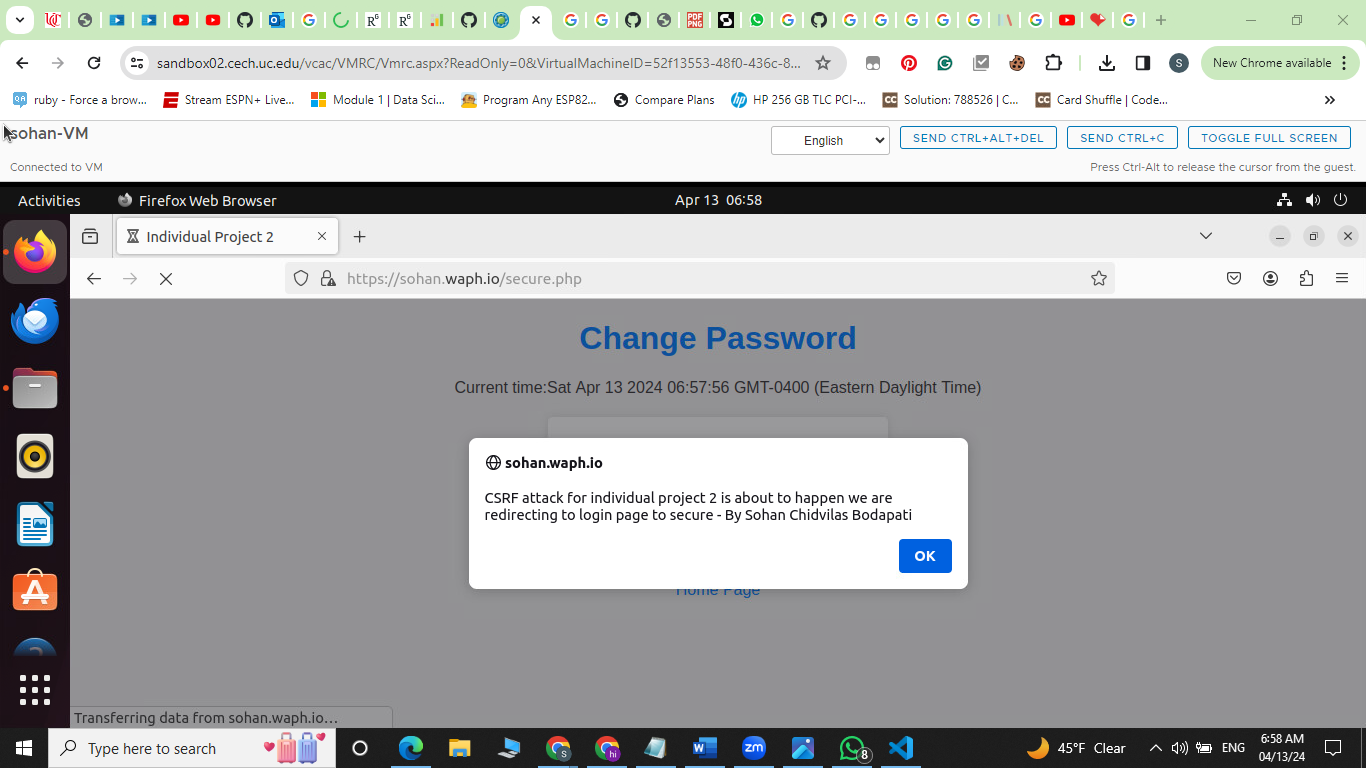 sandbox02.cech.uc.edu/vcac/VMRC/Vmrc.aspx?ReadOnly=0&VirtualMachineID=52f13553-48f0-436c-8...
S
New Chrome available
ruby - Force a brow...
Stream ESPN+ Live...
Module 1 | Data Sci...
Program Any ESP82...
Compare Plans
HP 256 GB TLC PCI-...
Solution: 788526 | C...
Card Shuffle | Code...
sohan-VM
English
SEND CTRL+ALT+DEL
SEND CTRL+C
TOGGLE FULL SCREEN
Connected to VM
Press Ctrl-Alt to release the cursor from the guest.
Activities
Firefox Web Browser
Apr 13 06:58
Individual Project 2
https://sohan.waph.io/secure.php
Change Password
Current time:Sat Apr 13 2024 06:57:56 GMT-0400 (Eastern Daylight Time)
sohan.waph.io
CSRF attack for individual project 2 is about to happen we are
redirecting to login page to secure - By Sohan Chidvilas Bodapati
OK
Home Page
Transferring data from sohan.waph.io…
Type here to search
45°F Clear
ENG
6:58 AM
04/13/24